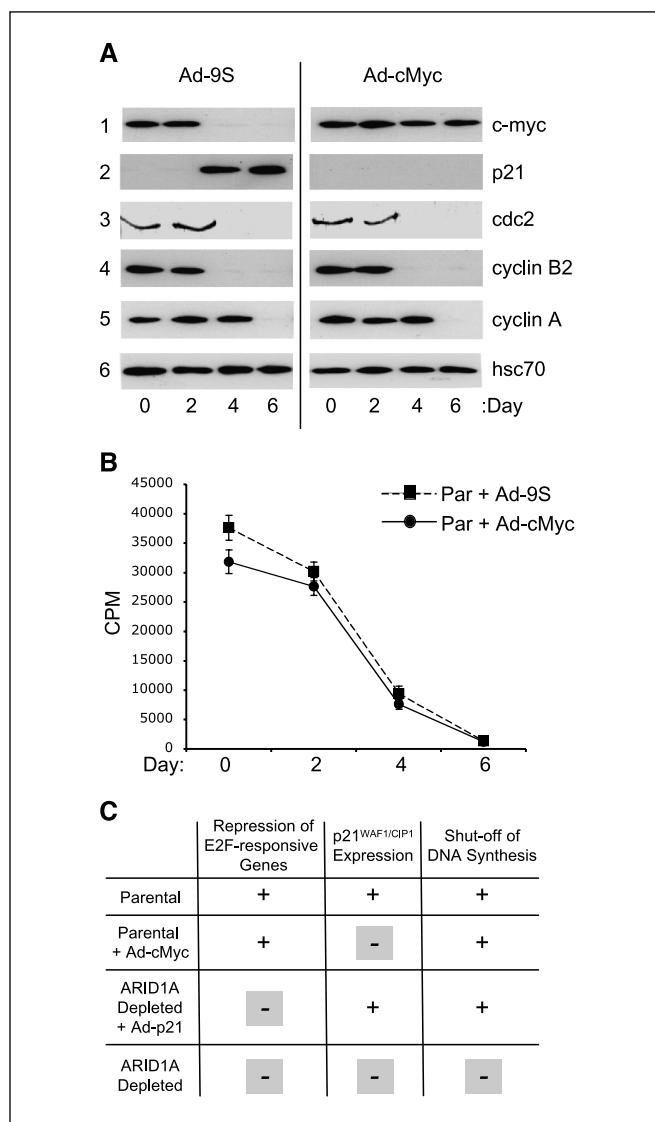 A
Ad-9S Ad-cMyc
1 c-myc
2 p21
3 cdc2
4 cyclin B2
5 cyclin A
6 hsc70
0 2 4 6 0 2 4 6 :Day
B
45000
40000
35000
30000
25000
20000
15000
10000
5000
0
CPM
Par + Ad-9S
Par + Ad-cMyc
Day: 0 2 4 6
C
Repression of
E2F-responsive
Genes
p21WAF1/CIP1
Expression
Shut-off of
DNA Synthesis
Parental + + +
Parental
+ Ad-cMyc + - +
ARID1A
Depleted
+ Ad-p21 - + +
ARID1A
Depleted - - -